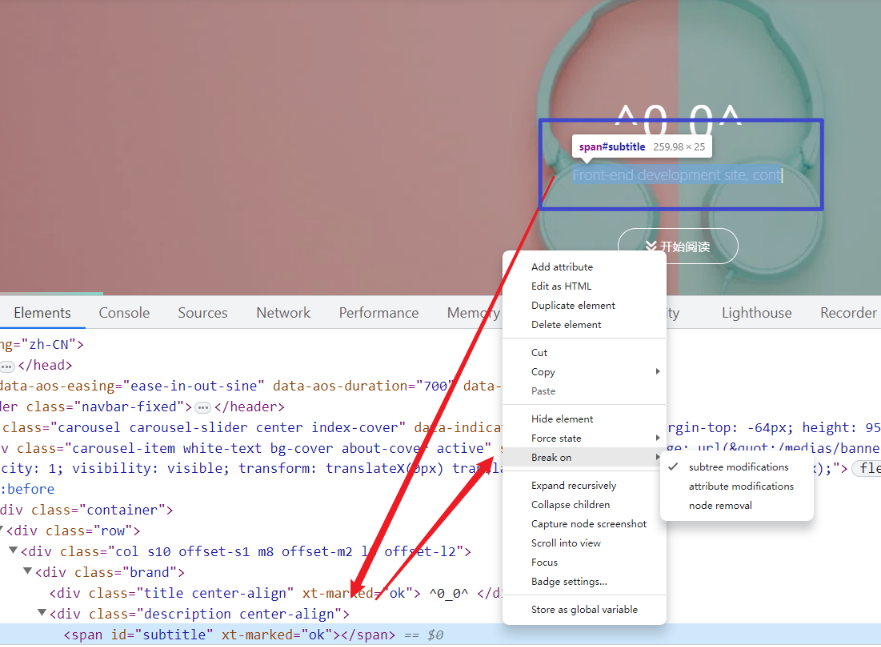 ^0_0^
span#subtitle 259.98 × 25
Front-end development site, cont
开始阅读
Elements Console Sources Network Performance Memory Lighthouse Recorder
Add attribute
Edit as HTML
Duplicate element
Delete element
Cut
Copy
Paste
Hide element
Force state
Break on
Expand recursively
Collapse children
Capture node screenshot
Scroll into view
Focus
Badge settings...
Store as global variable
subtree modifications
attribute modifications
node removal
ng="zh-CN">
… </head>
data-aos-easing="ease-in-out-sine" data-aos-duration="700" data-
der class="navbar-fixed"> … </header>
class="carousel carousel-slider center index-cover" data-indica rgin-top: -64px; height: 95
v class="carousel-item white-text bg-cover about-cover active" ge: url(&quot;/medias/banne
city: 1; visibility: visible; transform: translateX(0px) x);"> fle
:before
div class="container">
<div class="row">
<div class="col s10 offset-s1 m8 offset-m2 offset-l2">
<div class="brand">
<div class="title center-align" xt-marked="ok"> ^0_0^ </di
<div class="description center-align">
<span id="subtitle" xt-marked="ok"></span> == $0